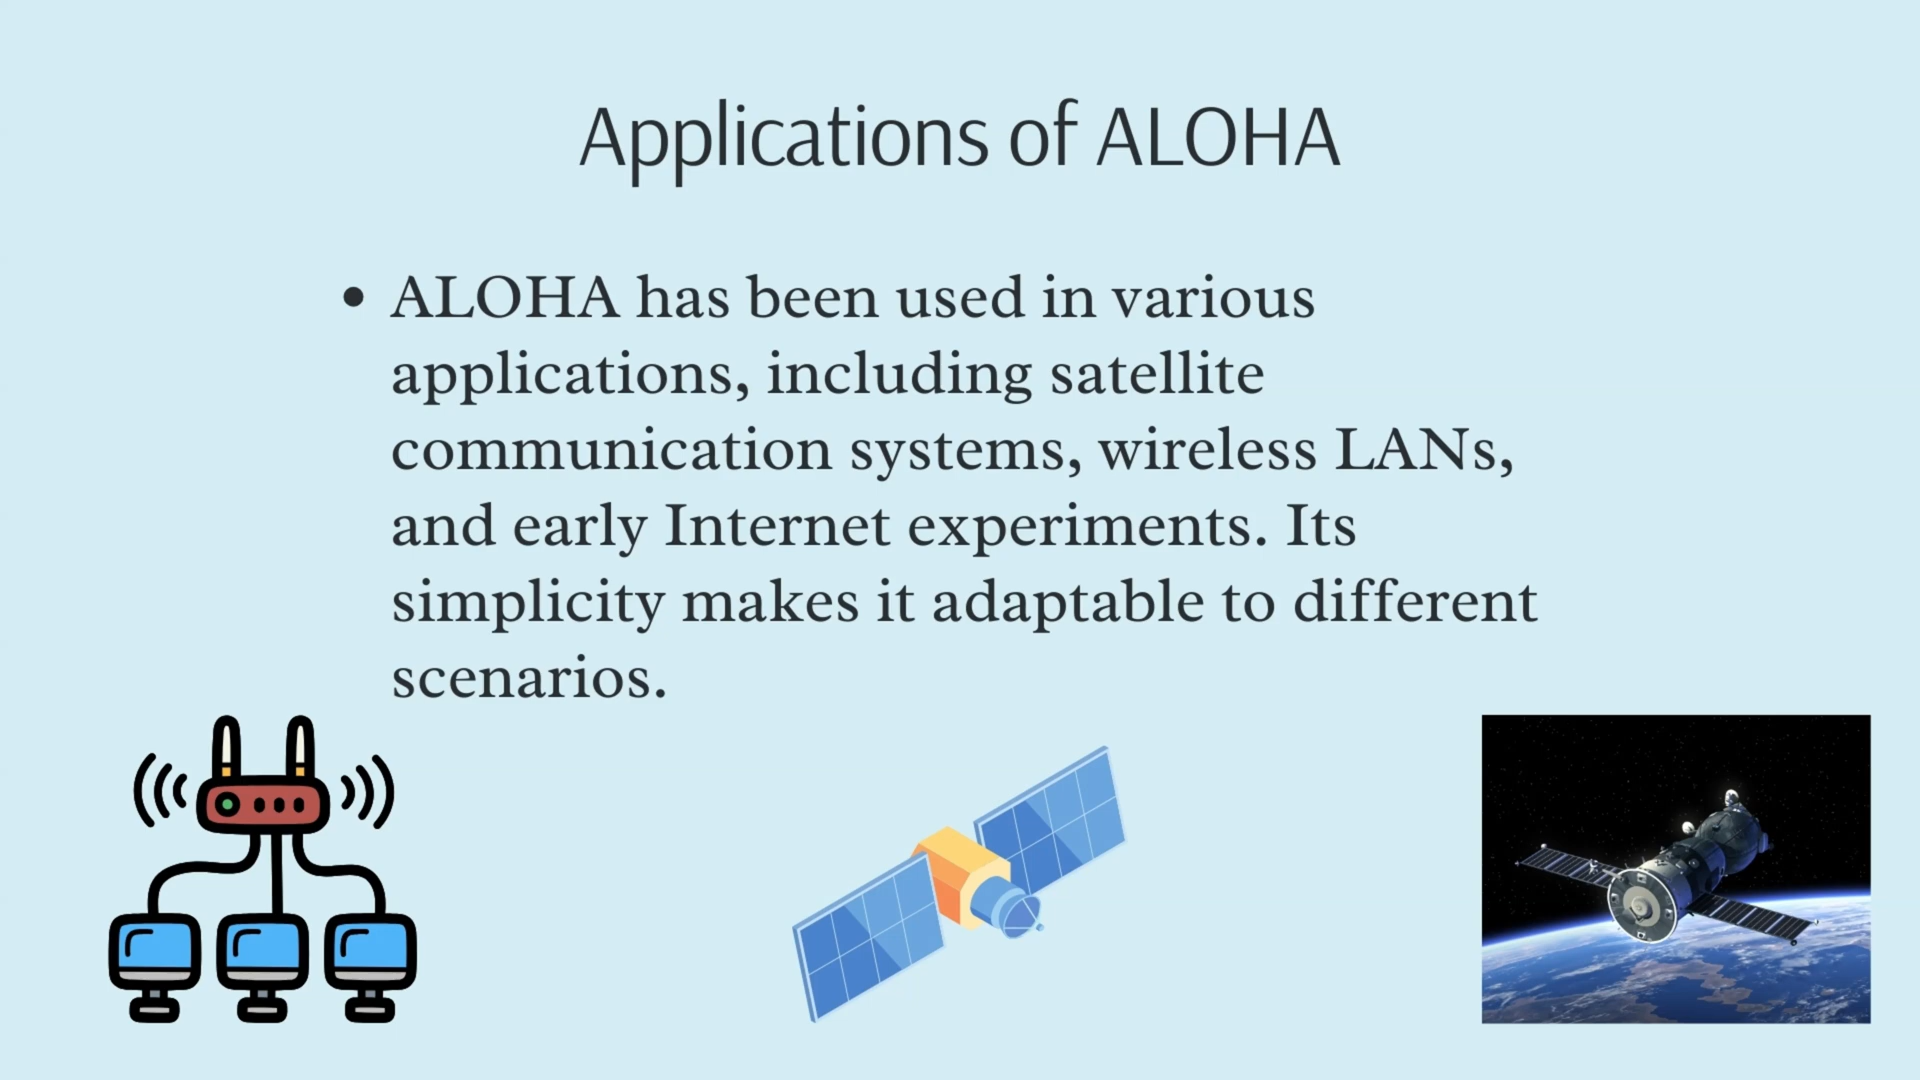 Applications of ALOHA
• ALOHA has been used in various
applications, including satellite
communication systems, wireless LANs,
and early Internet experiments. Its
simplicity makes it adaptable to different
scenarios.